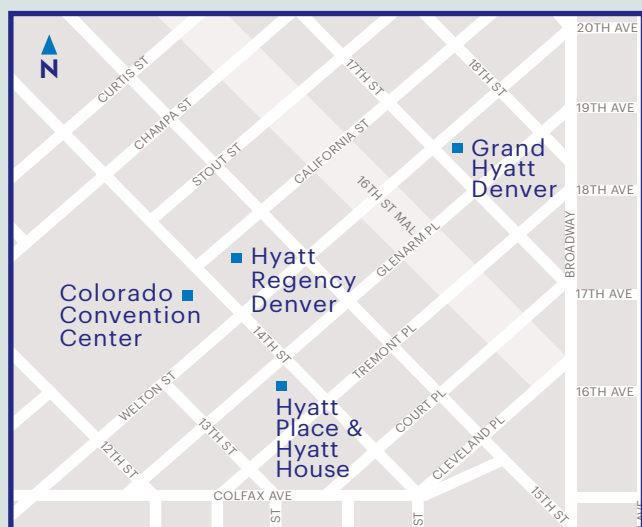 20TH AVE
N
CURTIS ST
17TH ST
18TH ST
CHAMPA ST
19TH AVE
STOUT ST
CALIFORNIA ST
Grand
Hyatt
Denver
16TH ST MAL
18TH AVE
GLENARM PL
BROADWAY
Hyatt
Regency
Denver
Colorado
Convention
Center
17TH AVE
14TH ST
TREMONT PL
WELTON ST
16TH AVE
Hyatt
Place &
Hyatt
House
COURT PL
13TH ST
CLEVELAND PL
12TH ST
15TH ST
COLFAX AVE
ST
ST